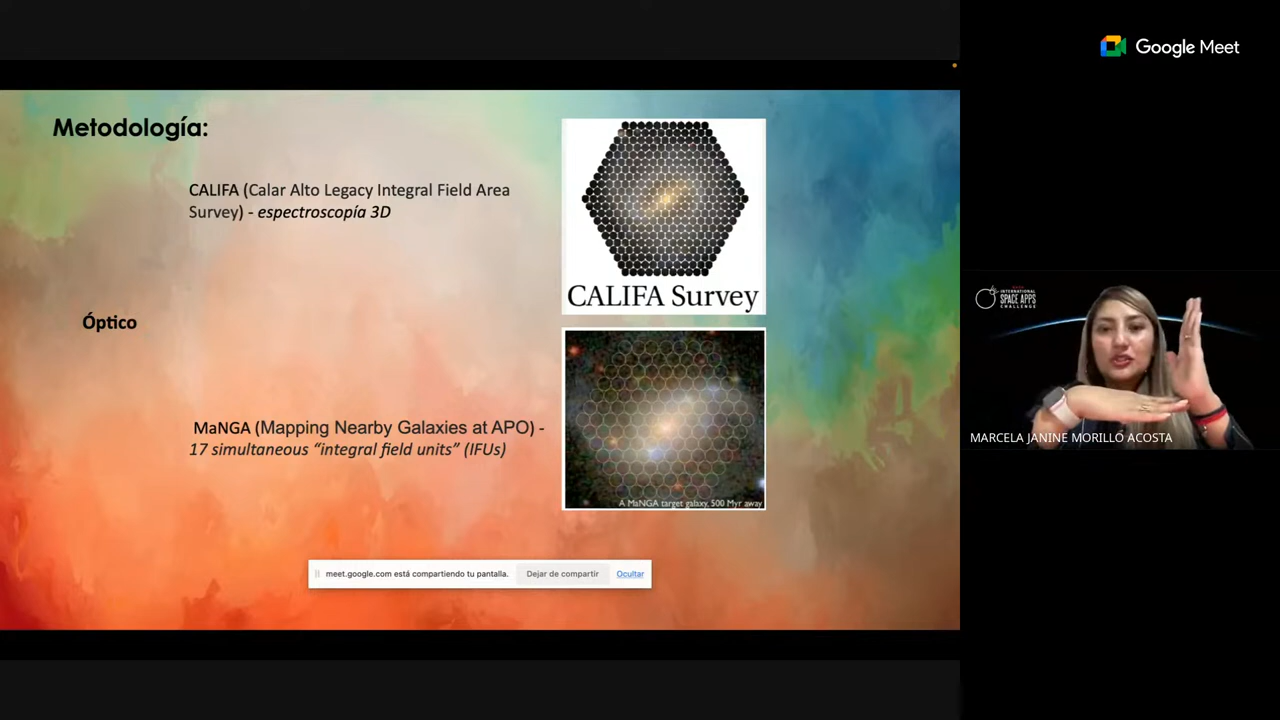 Google Meet
Metodología:
CALIFA (Calar Alto Legacy Integral Field Area
Survey) - espectroscopía 3D
CALIFA Survey
Óptico
MaNGA (Mapping Nearby Galaxies at APO) -
17 simultaneous “integral field units” (IFUs)
A MaNGA target galaxy, 500 Myr away
meet.google.com está compartiendo tu pantalla.
Dejar de compartir
Ocultar
INTERNATIONAL
SPACE APPS
CHALLENGE
MARCELA JANINE MORILLO ACOSTA